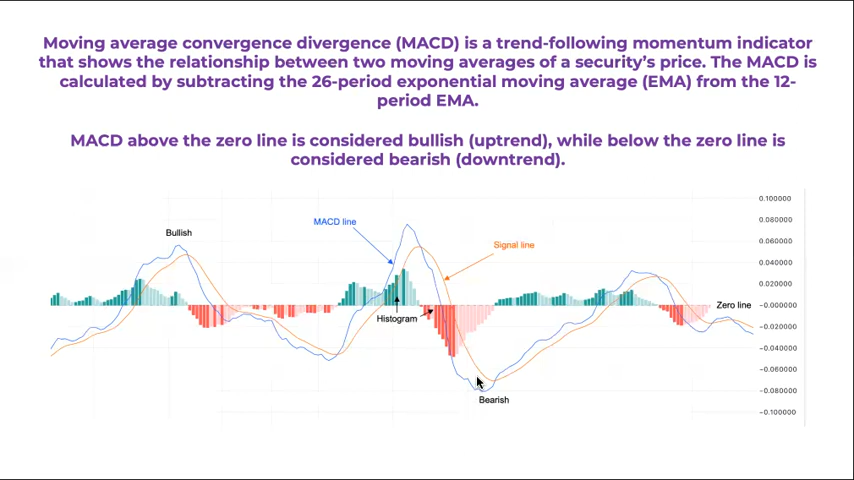 Moving average convergence divergence (MACD) is a trend-following momentum indicator
that shows the relationship between two moving averages of a security's price. The MACD is
calculated by subtracting the 26-period exponential moving average (EMA) from the 12-
period EMA.
MACD above the zero line is considered bullish (uptrend), while below the zero line is
considered bearish (downtrend).
0.100000
MACD line
0.080000
Bullish
0.060000
Signal line
0.040000
0.020000
Zero line
−0.000000
Histogram
−0.020000
−0.040000
−0.060000
−0.080000
Bearish
−0.100000